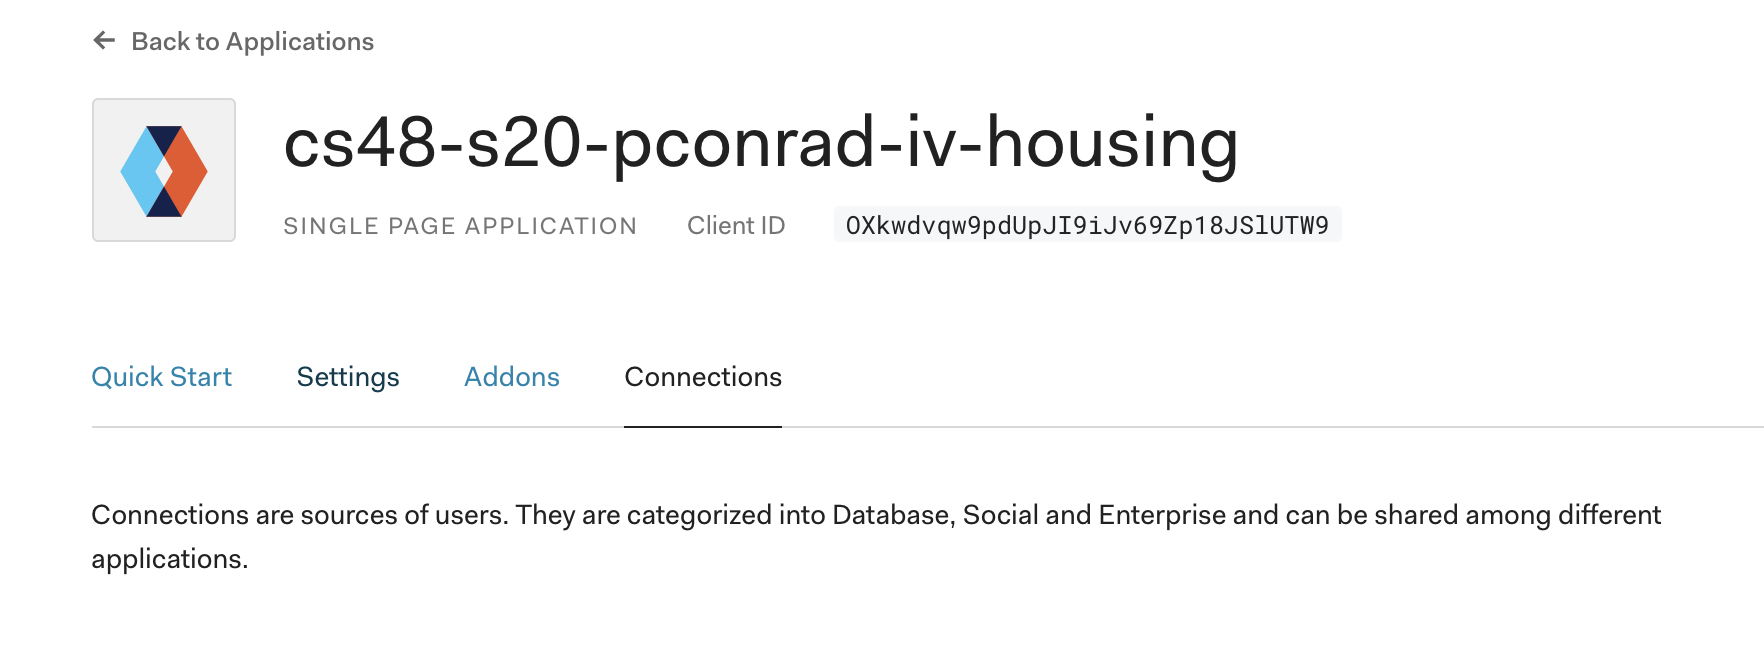 ← Back to Applications
cs48-s20-pconrad-iv-housing
SINGLE PAGE APPLICATION Client ID OXkwdvqw9pdUpJI9iJv69Zp18JSlUTW9
Quick Start Settings Addons Connections
Connections are sources of users. They are categorized into Database, Social and Enterprise and can be shared among different
applications.